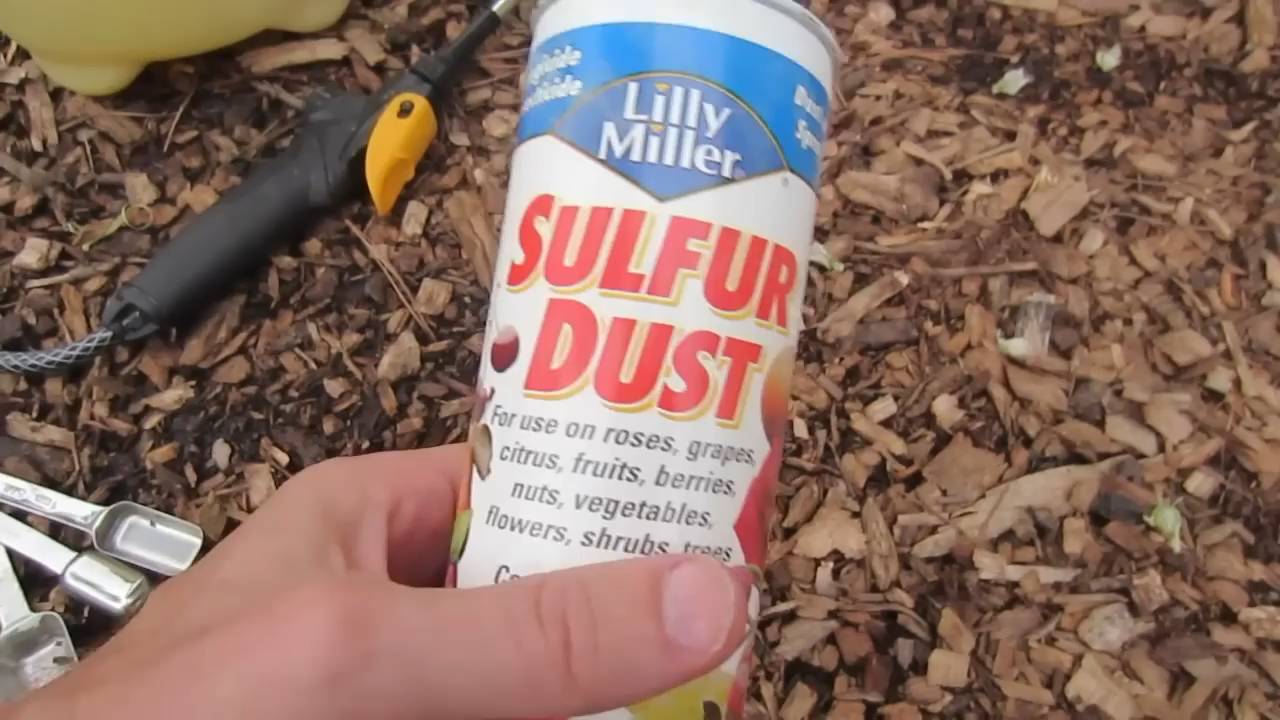 Lilly
Miller
SULFUR
DUST
For use on roses, grapes,
citrus, fruits, berries,
nuts, vegetables,
flowers, shrubs, trees